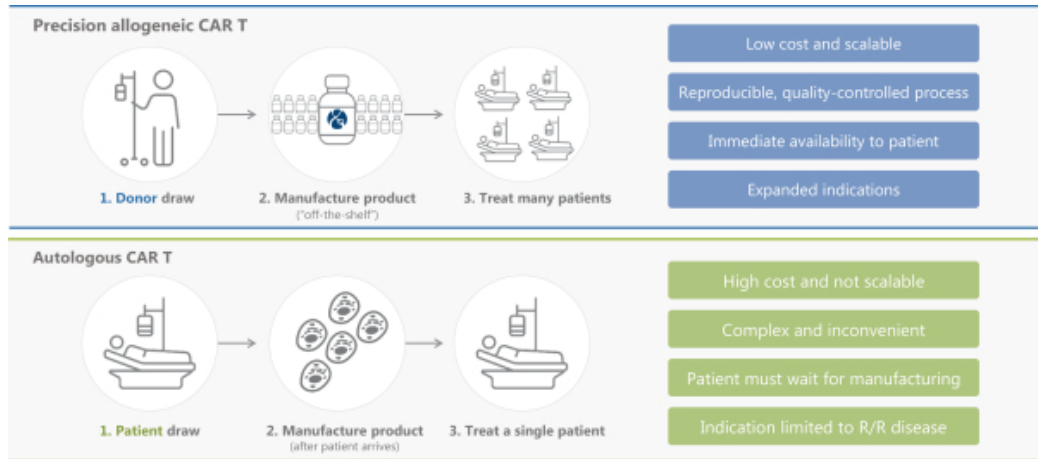 Precision allogeneic CAR T
1. Donor draw
2. Manufacture product
("off-the-shelf")
3. Treat many patients
Low cost and scalable
Reproducible, quality-controlled process
Immediate availability to patient
Expanded indications
Autologous CAR T
1. Patient draw
2. Manufacture product
(after patient arrives)
3. Treat a single patient
High cost and not scalable
Complex and inconvenient
Patient must wait for manufacturing
Indication limited to R/R disease